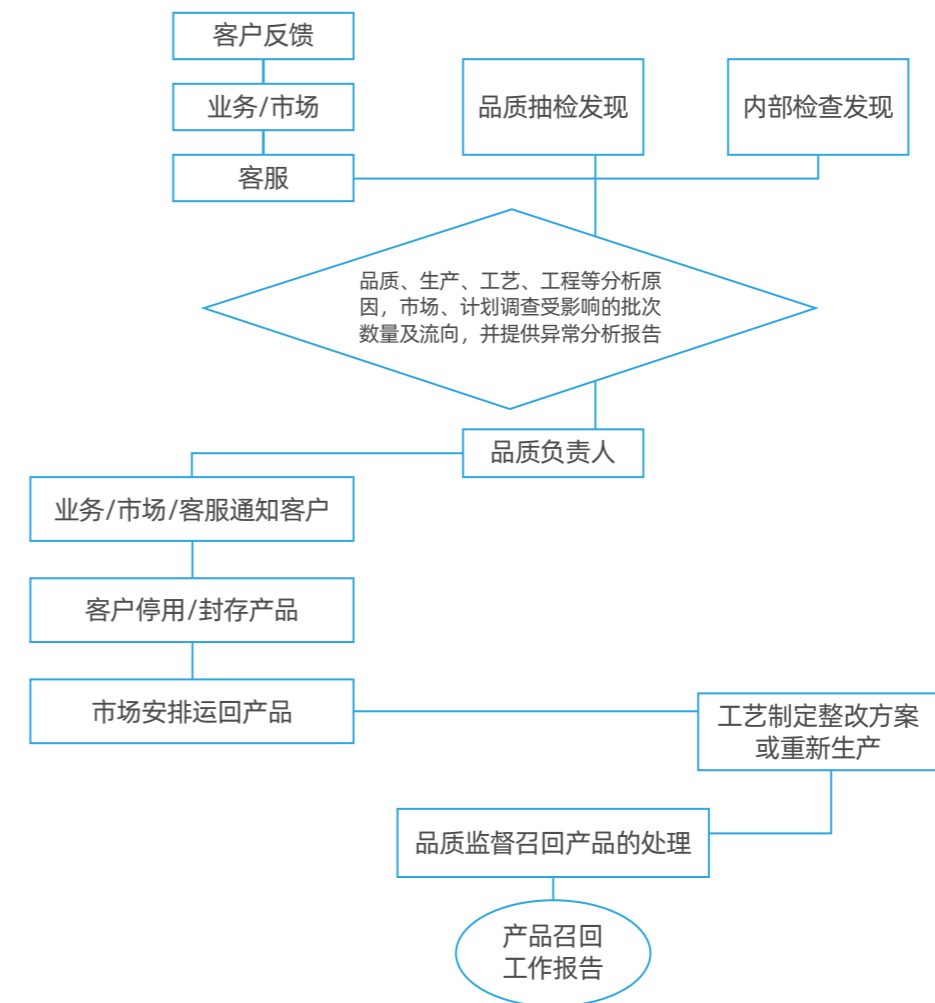 客户反馈
业务/市场
客服
品质抽检发现
内部检查发现
品质、生产、工艺、工程等分析原
因，市场、计划调查受影响的批次
数量及流向，并提供异常分析报告
品质负责人
业务/市场/客服通知客户
客户停用/封存产品
市场安排运回产品
工艺制定整改方案
或重新生产
品质监督召回产品的处理
产品召回
工作报告